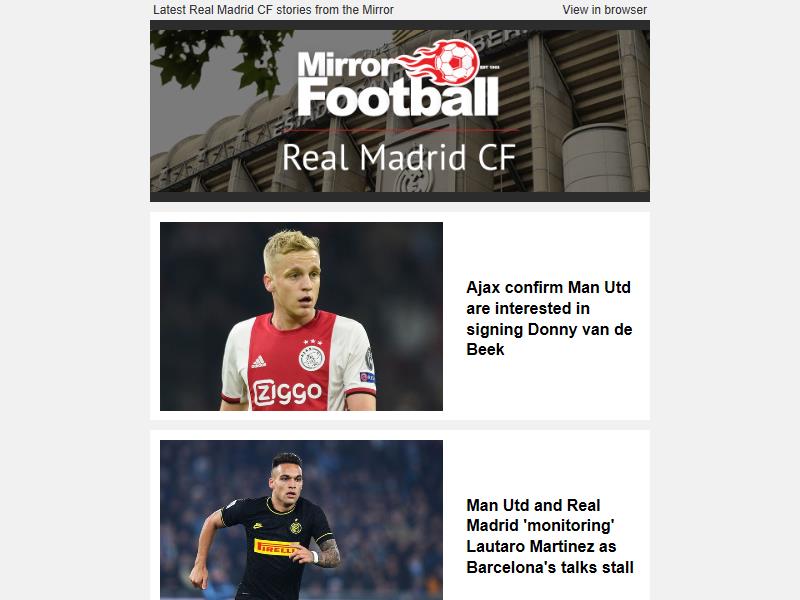 Latest Real Madrid CF stories from the Mirror
View in browser
Mirror
Football
Real Madrid CF
Ajax confirm Man Utd
are interested in
signing Donny van de
Beek
Ziggo
Man Utd and Real
Madrid 'monitoring'
Lautaro Martinez as
Barcelona's talks stall
PIRELLI